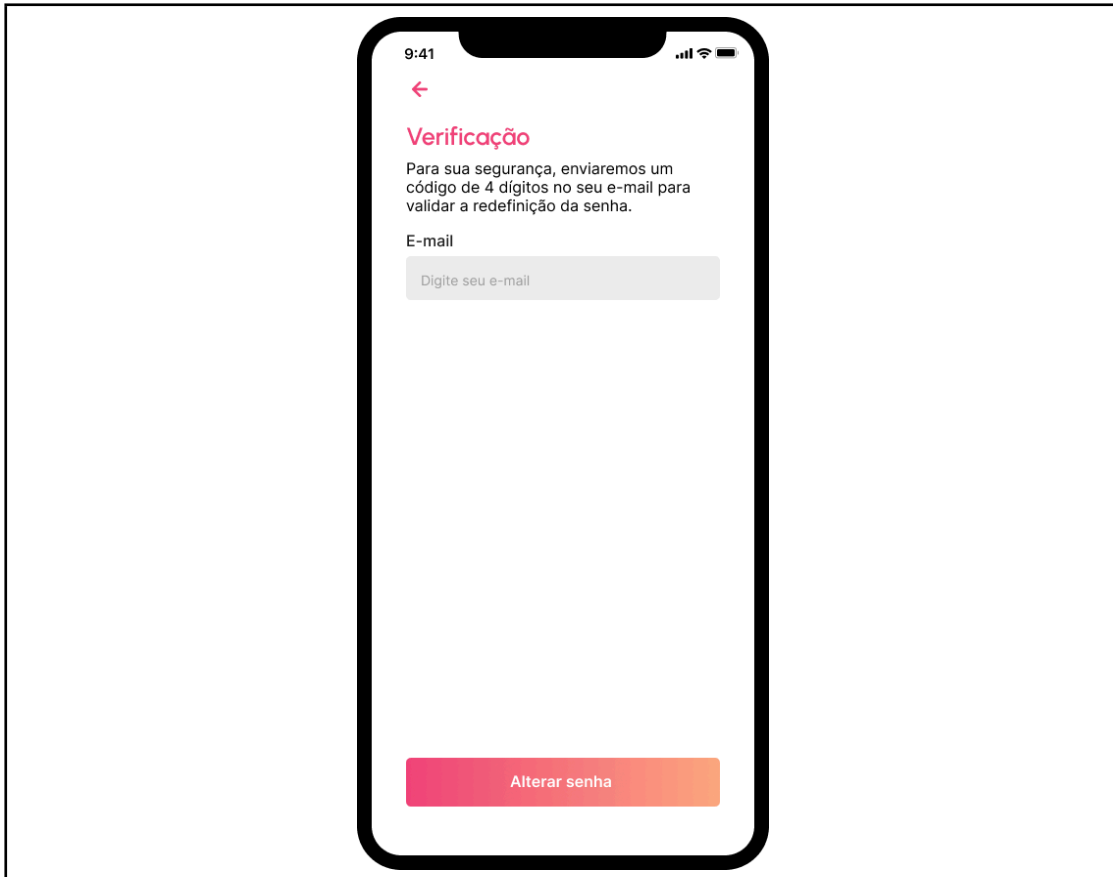 9:41
Verificação
Para sua segurança, enviaremos um
código de 4 dígitos no seu e-mail para
validar a redefinição da senha.
E-mail
Digite seu e-mail
Alterar senha